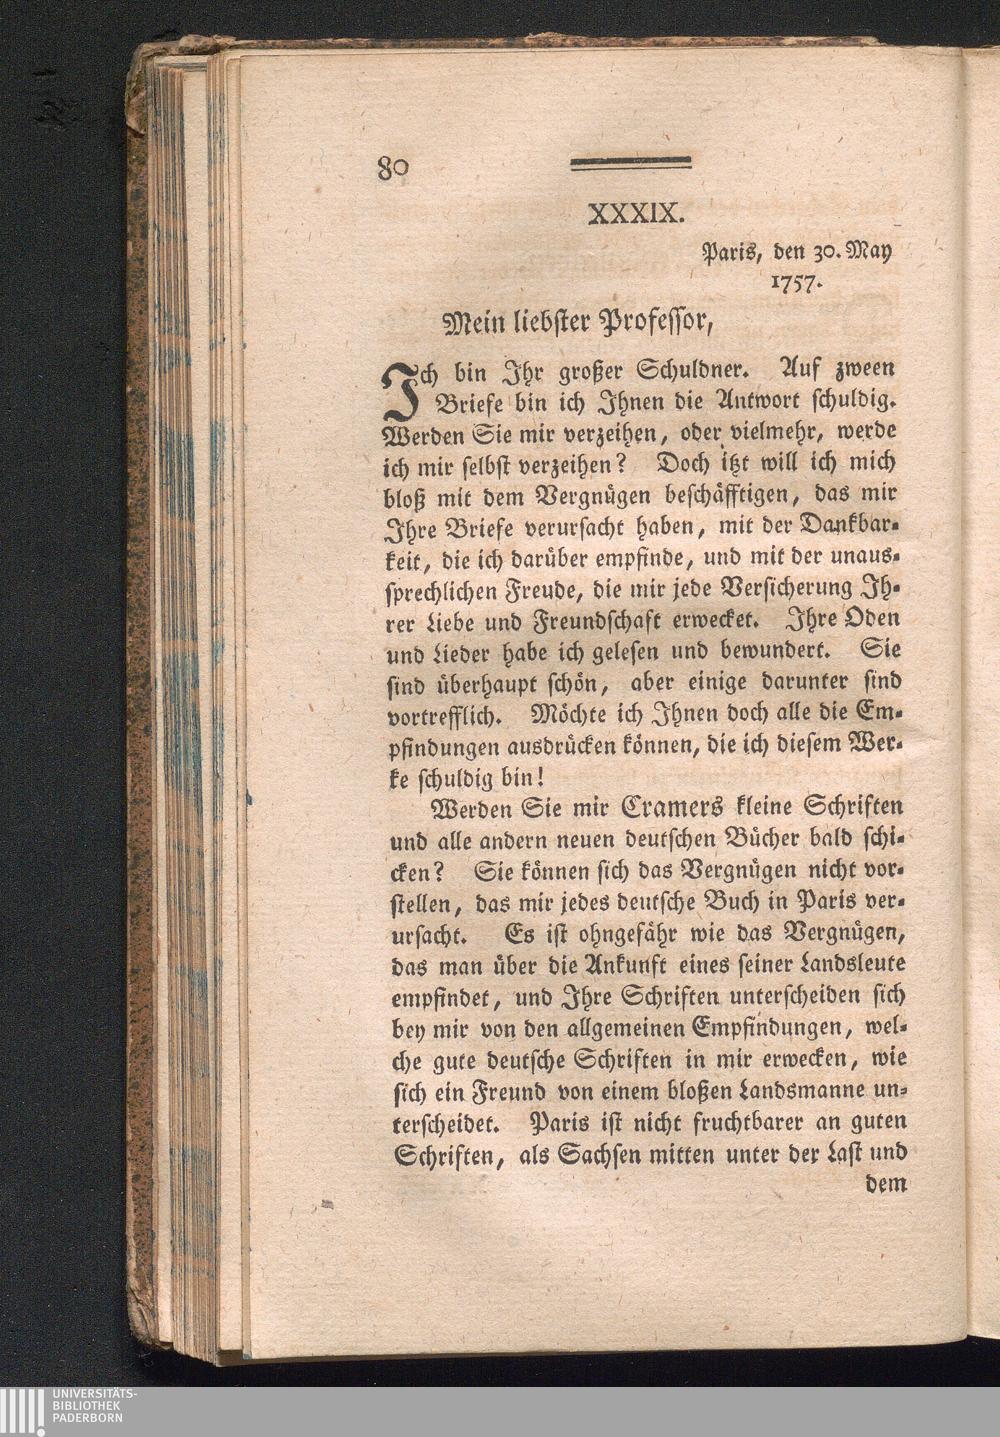 80
XXXIX.
Paris, den 30. May
1757.
Mein liebster Professor,
Ich bin Ihr großer Schuldner. Auf zween
Briefe bin ich Ihnen die Antwort schuldig.
Werden Sie mir verzeihen, oder vielmehr, werde
ich mir selbst verzeihen? Doch itzt will ich mich
bloß mit dem Vergnügen beschäfftigen, das mir
Ihre Briefe verursacht haben, mit der Dankbar-
keit, die ich darüber empfinde, und mit der unaus-
sprechlichen Freude, die mir jede Versicherung Ih-
rer Liebe und Freundschaft erwecket. Ihre Oden
und Lieder habe ich gelesen und bewundert. Sie
sind überhaupt schön, aber einige darunter sind
vortrefflich. Möchte ich Ihnen doch alle die Em-
pfindungen ausdrücken können, die ich diesem Wer-
ke schuldig bin!
Werden Sie mir Cramers kleine Schriften
und alle andern neuen deutschen Bücher bald schi-
cken? Sie können sich das Vergnügen nicht vor-
stellen, das mir jedes deutsche Buch in Paris ver-
ursacht. Es ist ohngefähr wie das Vergnügen,
das man über die Ankunft eines seiner Landsleute
empfindet, und Ihre Schriften unterscheiden sich
bey mir von den allgemeinen Empfindungen, wel-
che gute deutsche Schriften in mir erwecken, wie
sich ein Freund von einem bloßen Landsmanne un-
terscheidet. Paris ist nicht fruchtbarer an guten
Schriften, als Sachsen mitten unter der Last und
dem
UNIVERSITÄTS-
BIBLIOTHEK
PADERBORN